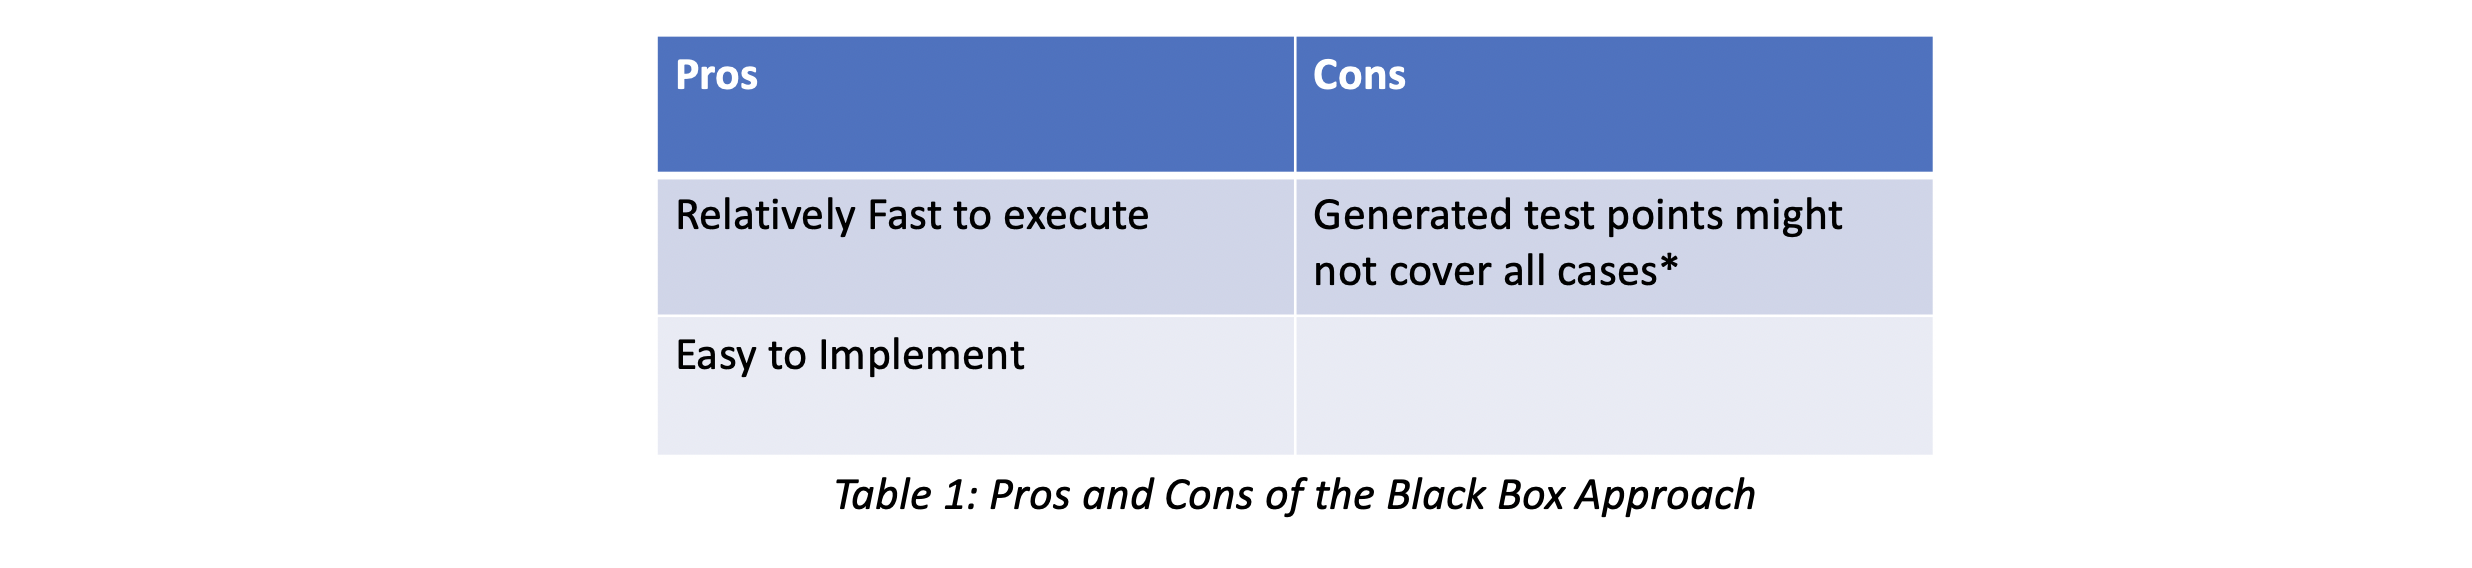 Pros
Cons
Relatively Fast to execute
Generated test points might
not cover all cases*
Easy to Implement
Table 1: Pros and Cons of the Black Box Approach